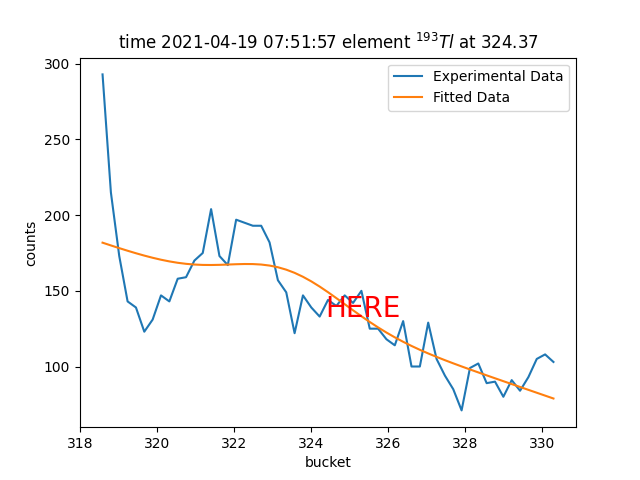 time 2021-04-19 07:51:57 element ¹⁹³Tl at 324.37
300
250
200
150
100
counts
Experimental Data
Fitted Data
HERE
318 320 322 324 326 328 330
bucket